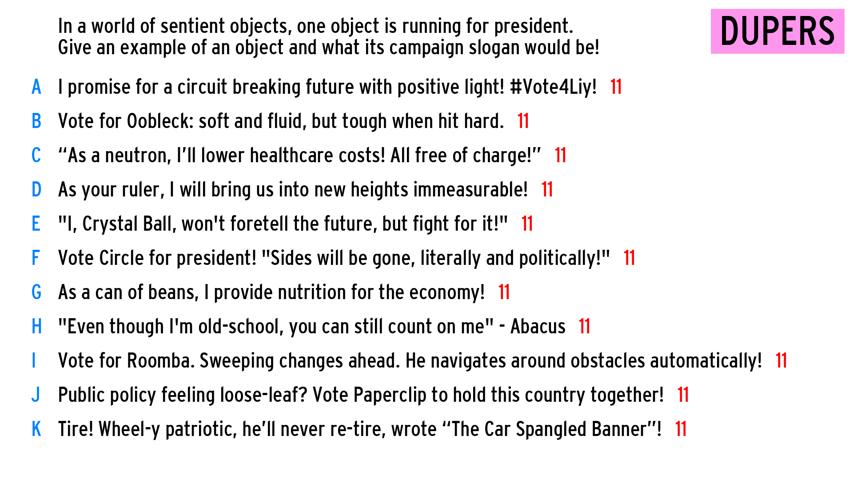 In a world of sentient objects, one object is running for president.
Give an example of an object and what its campaign slogan would be!
DUPERS
A I promise for a circuit breaking future with positive light! #Vote4Liy! 11
B Vote for Oobleck: soft and fluid, but tough when hit hard. 11
C “As a neutron, I’ll lower healthcare costs! All free of charge!” 11
D As your ruler, I will bring us into new heights immeasurable! 11
E "I, Crystal Ball, won't foretell the future, but fight for it!" 11
F Vote Circle for president! "Sides will be gone, literally and politically!" 11
G As a can of beans, I provide nutrition for the economy! 11
H "Even though I'm old-school, you can still count on me" - Abacus 11
I Vote for Roomba. Sweeping changes ahead. He navigates around obstacles automatically! 11
J Public policy feeling loose-leaf? Vote Paperclip to hold this country together! 11
K Tire! Wheel-y patriotic, he’ll never re-tire, wrote “The Car Spangled Banner”! 11